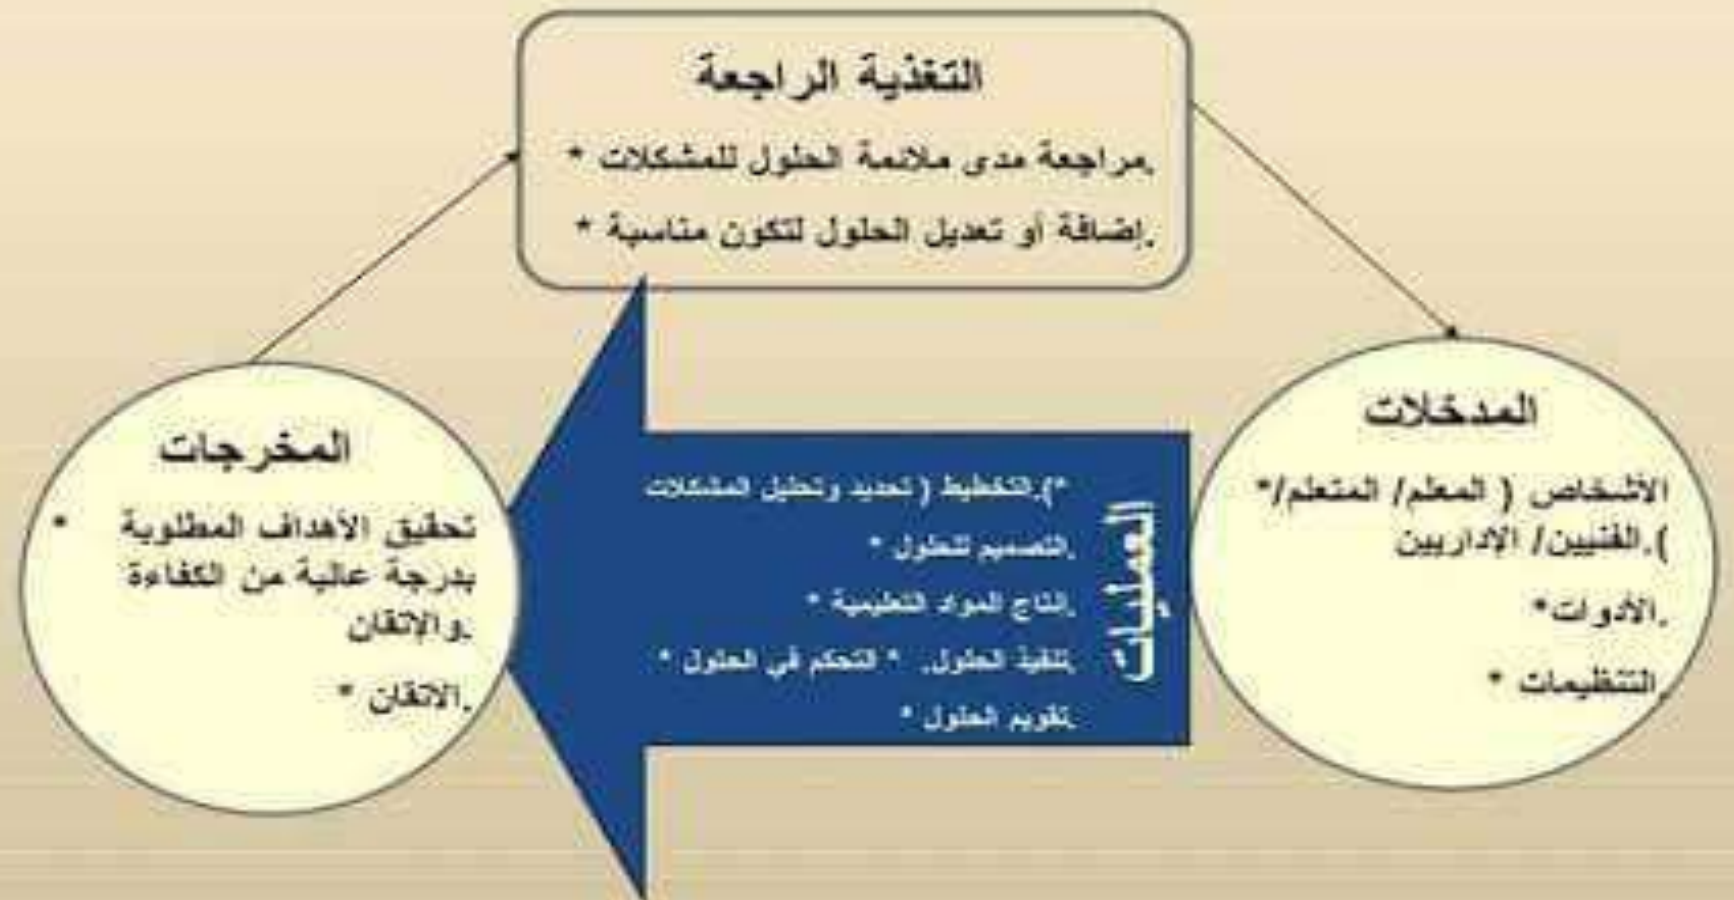 التغذية الراجعة
.مراجعة مدى ملائمة الحلول للمشكلات *
.إضافة أو تعديل الحلول لتكون مناسبة *
المدخلات
الأشخاص ( المعلم/ المتعلم/*
).الفنيين/ الإداريين
.الأدوات*
.التنظيمات *
العمليات
*).التخطيط ( تحديد وتحليل المشكلات
.التصميم للحلول *
.إنتاج المواد التعليمية *
.تنفيذ الحلول. * التحكم في الحلول *
.تقويم الحلول *
المخرجات
تحقيق الأهداف المطلوبة *
بدرجة عالية من الكفاءة
.والإتقان
.الاتقان *